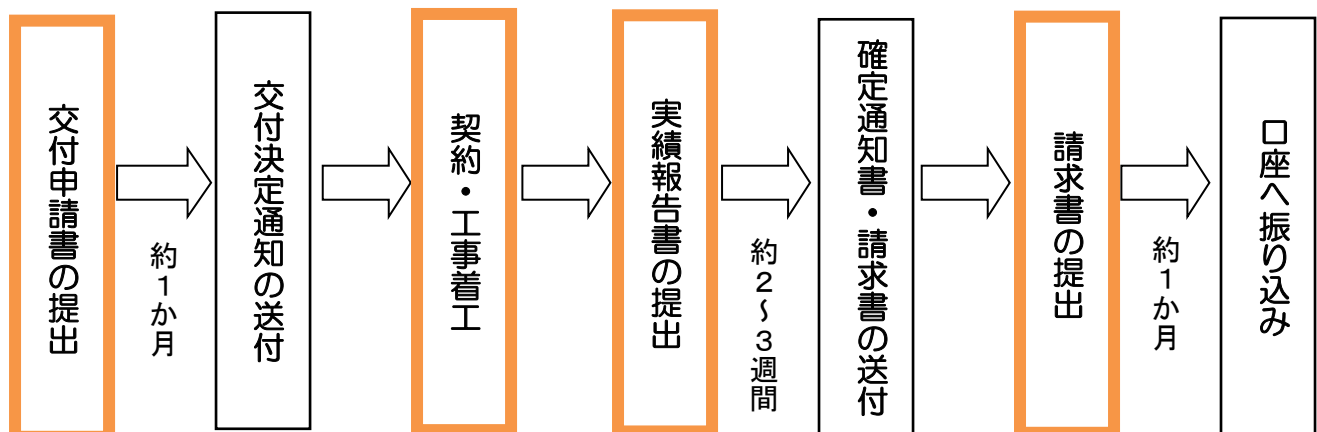 交付申請書の提出
約１か月
交付決定通知の送付
契約・工事着工
実績報告書の提出
約２～３週間
確定通知書・請求書の送付
請求書の提出
約１か月
口座へ振り込み